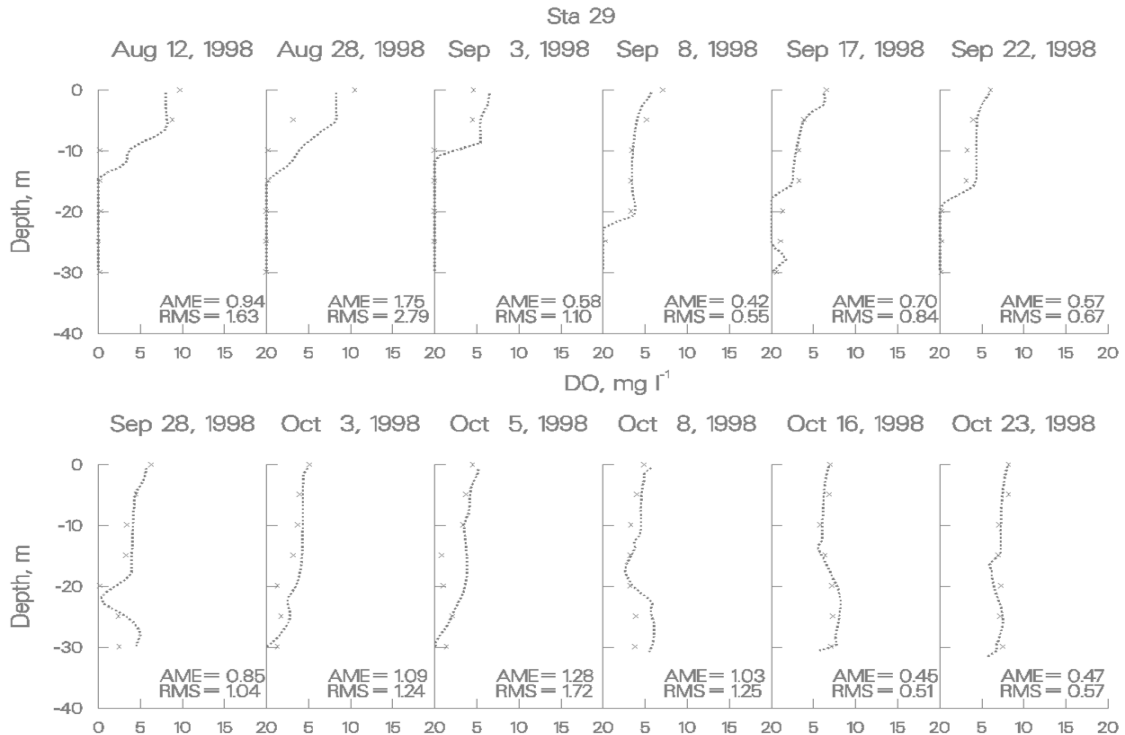 Sta 29
Aug 12, 1998 Aug 28, 1998 Sep 3, 1998 Sep 8, 1998 Sep 17, 1998 Sep 22, 1998
0
-10
-20
-30
-40
Depth, m
AME= 0.94 AME= 1.75 AME= 0.58 AME= 0.42 AME= 0.70 AME= 0.57
RMS= 1.63 RMS= 2.79 RMS= 1.10 RMS= 0.55 RMS= 0.84 RMS= 0.67
0 5 10 15 20 5 10 15 20 5 10 15 20 5 10 15 20 5 10 15 20 5 10 15 20
DO, mg l⁻¹
Sep 28, 1998 Oct 3, 1998 Oct 5, 1998 Oct 8, 1998 Oct 16, 1998 Oct 23, 1998
0
-10
-20
-30
-40
Depth, m
AME= 0.85 AME= 1.09 AME= 1.28 AME= 1.03 AME= 0.45 AME= 0.47
RMS= 1.04 RMS= 1.24 RMS= 1.72 RMS= 1.25 RMS= 0.51 RMS= 0.57
0 5 10 15 20 5 10 15 20 5 10 15 20 5 10 15 20 5 10 15 20 5 10 15 20